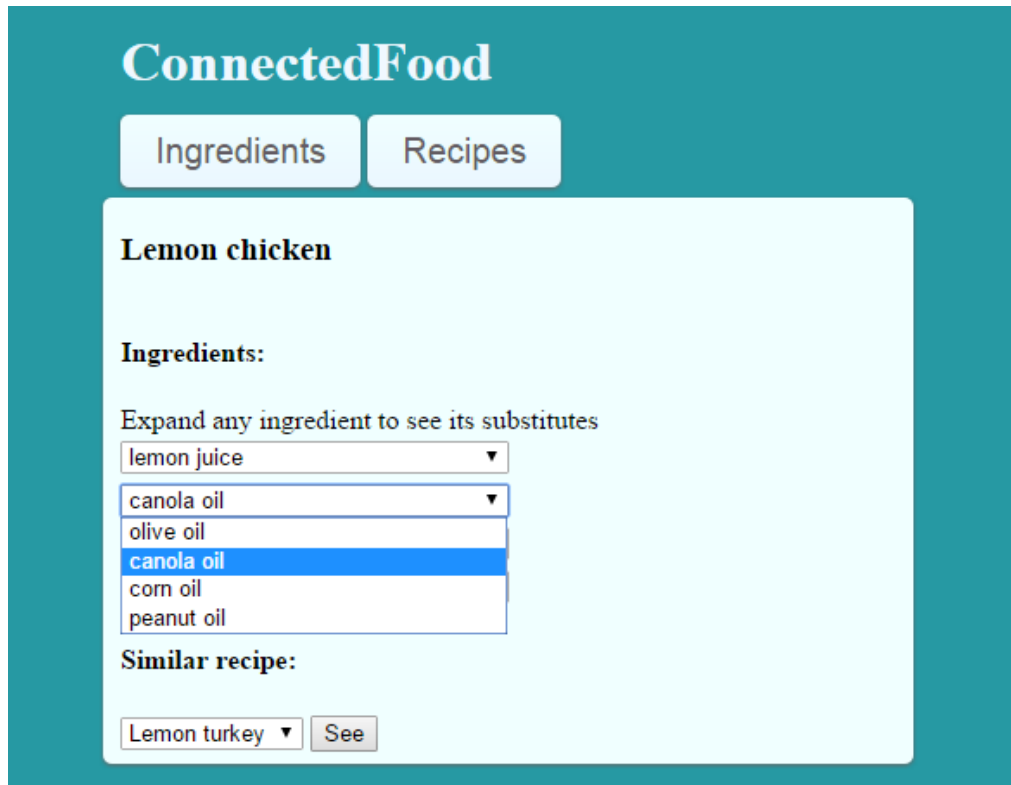 ConnectedFood
Ingredients Recipes
Lemon chicken
Ingredients:
Expand any ingredient to see its substitutes
lemon juice
canola oil
olive oil
canola oil
corn oil
peanut oil
Similar recipe:
Lemon turkey See